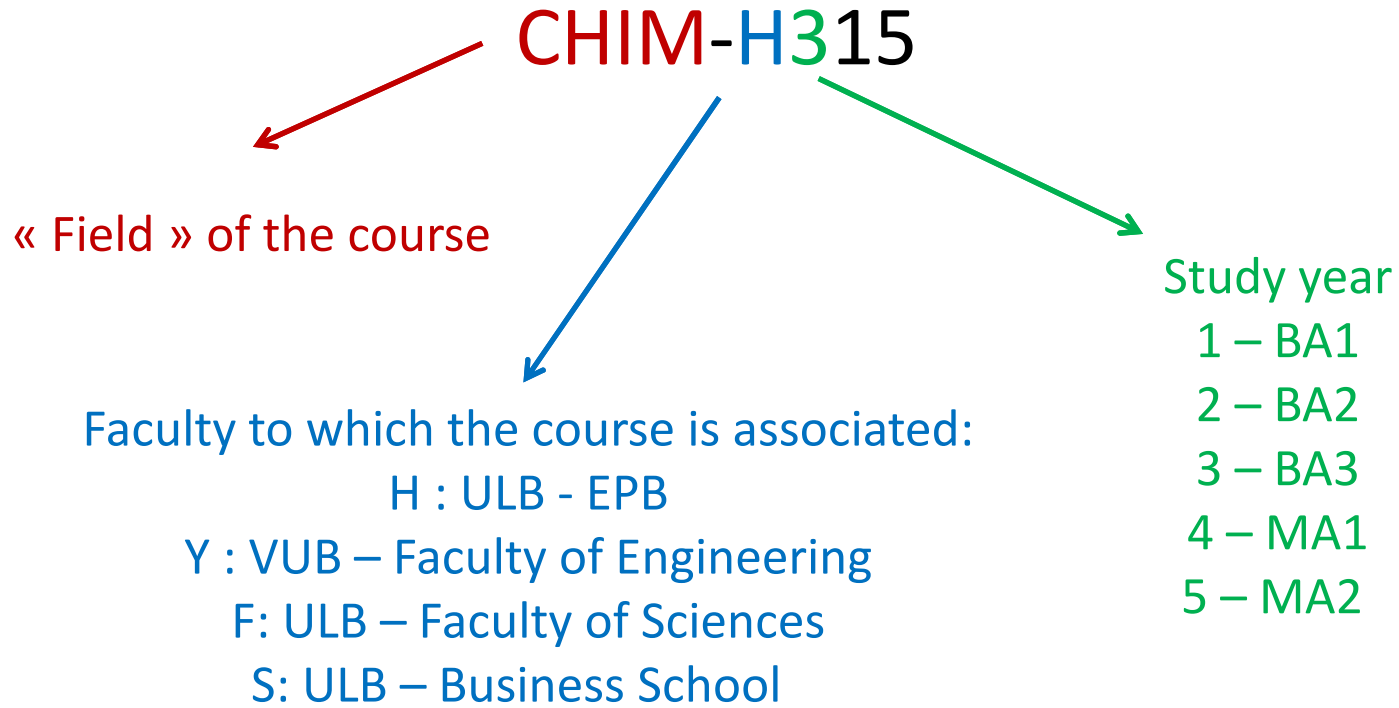 CHIM-H315
« Field » of the course
Faculty to which the course is associated:
H : ULB - EPB
Y : VUB – Faculty of Engineering
F: ULB – Faculty of Sciences
S: ULB – Business School
Study year
1 – BA1
2 – BA2
3 – BA3
4 – MA1
5 – MA2